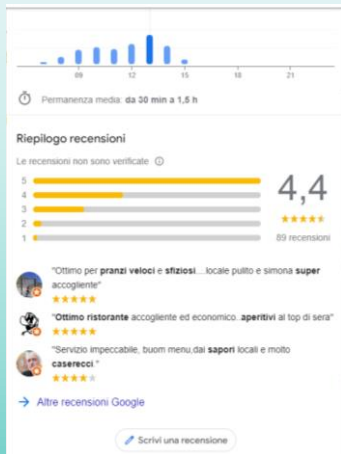 09 12 15 18 21
Permanenza media: da 30 min a 1,5 h
Riepilogo recensioni
Le recensioni non sono verificate
5
4
3
2
1
4,4
89 recensioni
"Ottimo per pranzi veloci e sfiziosi....locale pulito e simona super
accogliente"
"Ottimo ristorante accogliente ed economico..aperitivi al top di sera"
"Servizio impeccabile, buom menu,dai sapori locali e molto
caserecci."
Altre recensioni Google
Scrivi una recensione